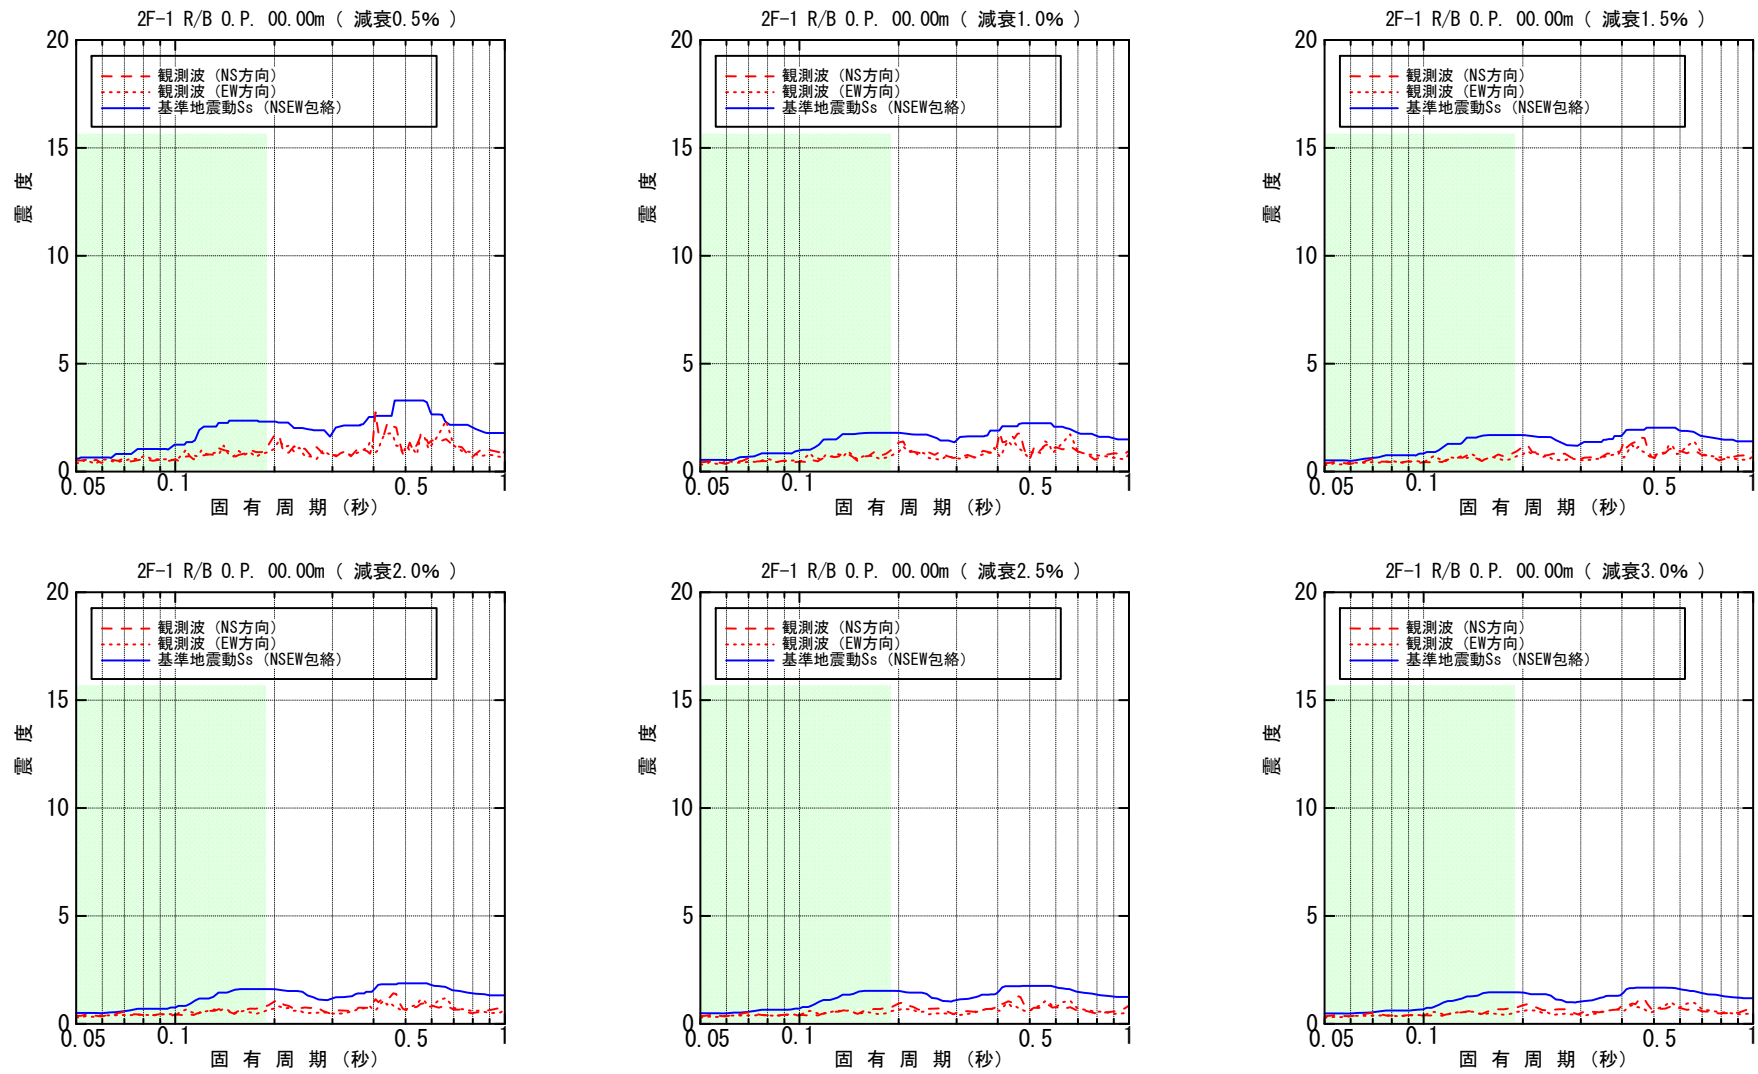 2F-1 R/B O.P. 00.00m ( 減衰0.5% )
20
15
10
5
0
震 度
観測波 (NS方向)
観測波 (EW方向)
基準地震動Ss (NSEW包絡)
0.05 0.1 0.5 1
固 有 周 期 (秒)
2F-1 R/B O.P. 00.00m ( 減衰1.0% )
20
15
10
5
0
震 度
観測波 (NS方向)
観測波 (EW方向)
基準地震動Ss (NSEW包絡)
0.05 0.1 0.5 1
固 有 周 期 (秒)
2F-1 R/B O.P. 00.00m ( 減衰1.5% )
20
15
10
5
0
震 度
観測波 (NS方向)
観測波 (EW方向)
基準地震動Ss (NSEW包絡)
0.05 0.1 0.5 1
固 有 周 期 (秒)
2F-1 R/B O.P. 00.00m ( 減衰2.0% )
20
15
10
5
0
震 度
観測波 (NS方向)
観測波 (EW方向)
基準地震動Ss (NSEW包絡)
0.05 0.1 0.5 1
固 有 周 期 (秒)
2F-1 R/B O.P. 00.00m ( 減衰2.5% )
20
15
10
5
0
震 度
観測波 (NS方向)
観測波 (EW方向)
基準地震動Ss (NSEW包絡)
0.05 0.1 0.5 1
固 有 周 期 (秒)
2F-1 R/B O.P. 00.00m ( 減衰3.0% )
20
15
10
5
0
震 度
観測波 (NS方向)
観測波 (EW方向)
基準地震動Ss (NSEW包絡)
0.05 0.1 0.5 1
固 有 周 期 (秒)